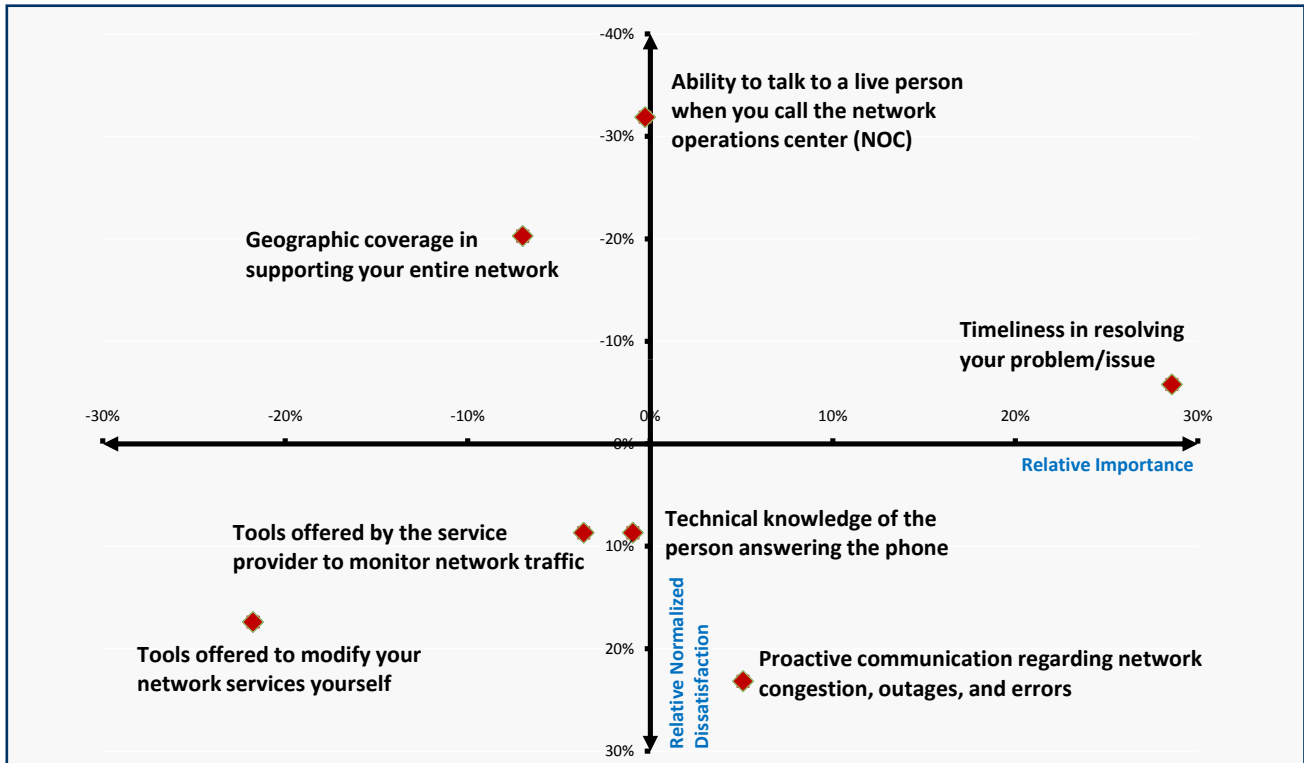 -40%
Ability to talk to a live person
when you call the network
operations center (NOC)
-30%
-20%
Geographic coverage in
supporting your entire network
-10%
Timeliness in resolving
your problem/issue
-30%
-20%
-10%
0%
10%
20%
30%
0%
Relative Importance
Tools offered by the service
provider to monitor network traffic
Technical knowledge of the
person answering the phone
10%
Relative Normalized
Dissatisfaction
20%
Tools offered to modify your
network services yourself
Proactive communication regarding network
congestion, outages, and errors
30%